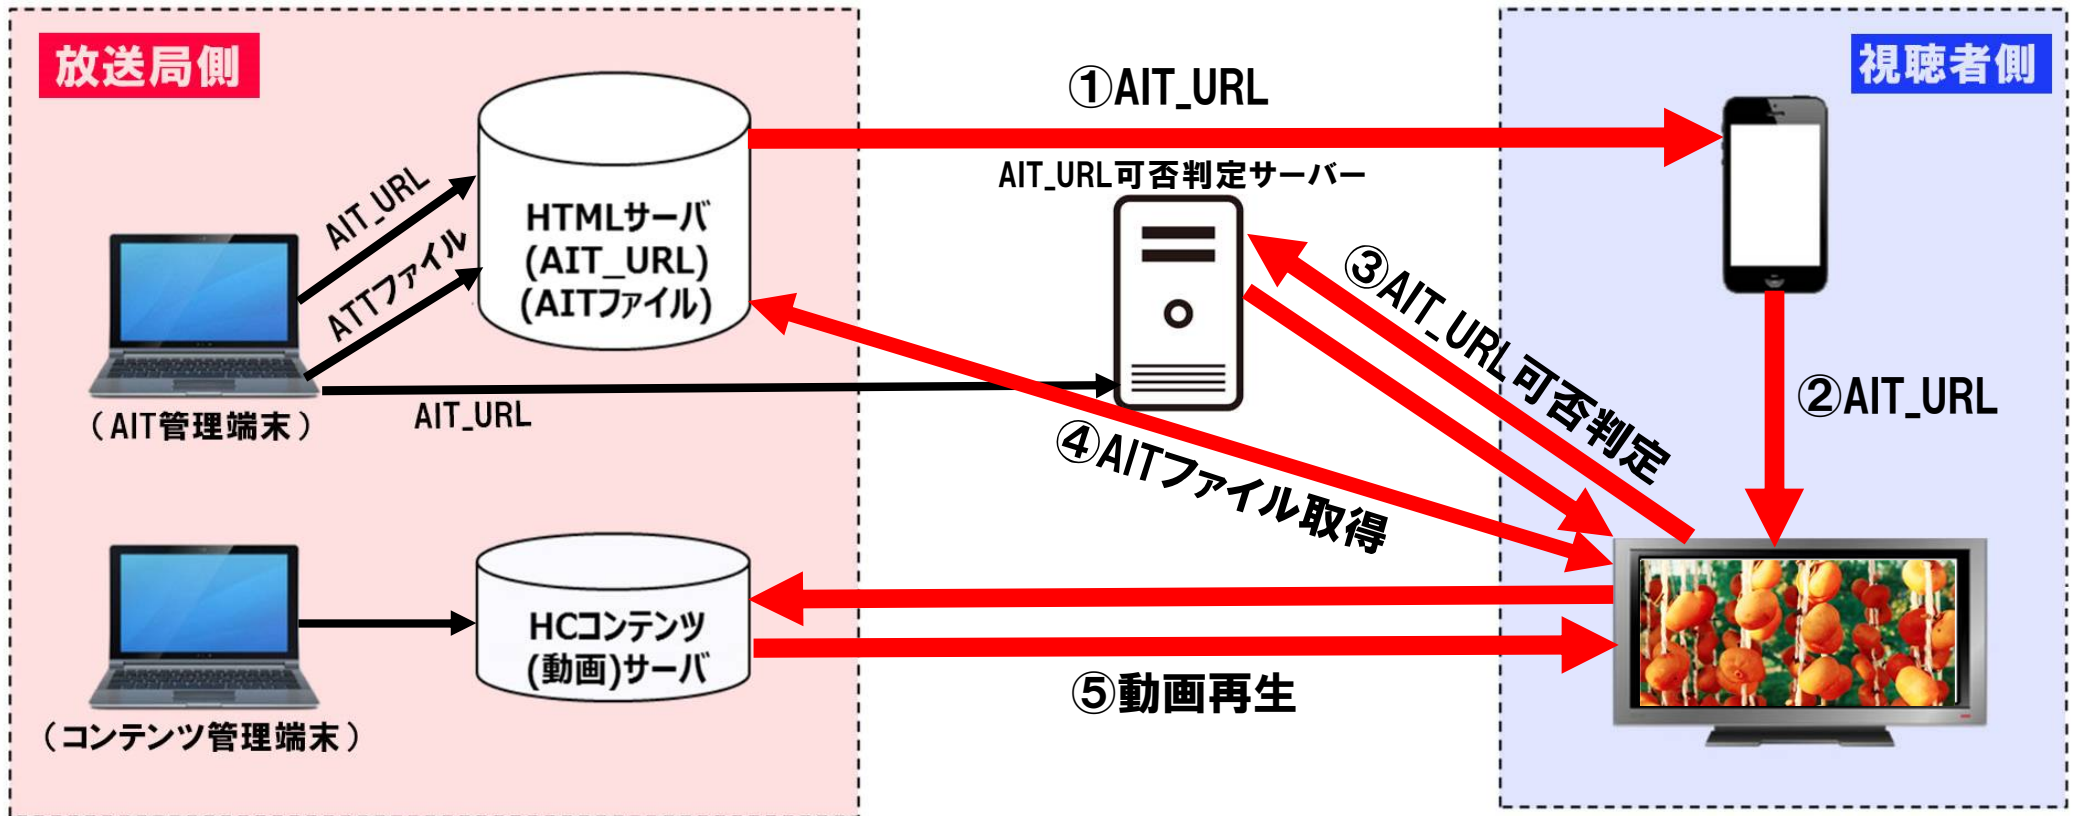 放送局側
視聴者側
①AIT_URL
AIT_URL可否判定サーバー
AIT_URL
ATTファイル
HTMLサーバ
(AIT_URL)
(AITファイル)
③AIT_URL可否判定
②AIT_URL
(AIT管理端末)
AIT_URL
④AITファイル取得
HCコンテンツ
(動画)サーバ
⑤動画再生
(コンテンツ管理端末)